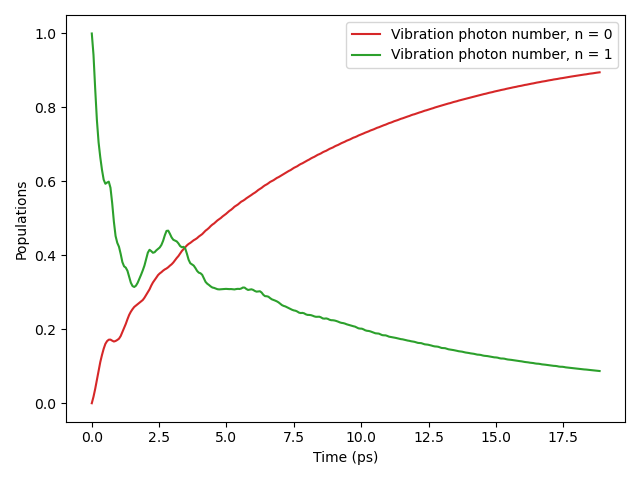 Vibration photon number, n = 0
Vibration photon number, n = 1
1.0
0.8
0.6
0.4
0.2
0.0
Populations
0.0 2.5 5.0 7.5 10.0 12.5 15.0 17.5
Time (ps)